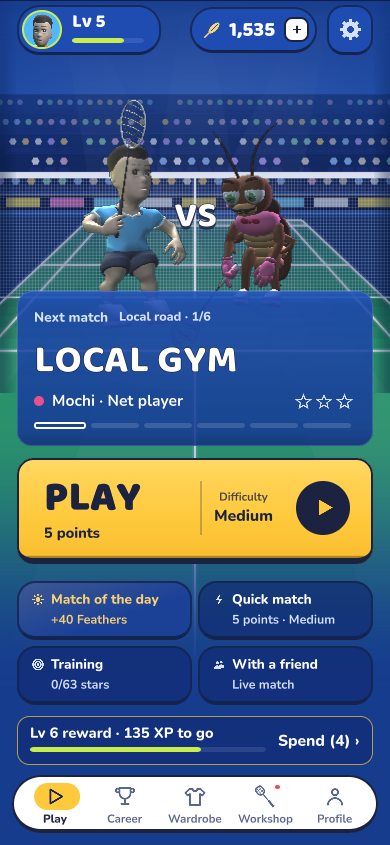 Lv 5
1,535
+
VS
Next match Local road · 1/6
LOCAL GYM
Mochi · Net player
PLAY
5 points
Difficulty
Medium
Match of the day
+40 Feathers
Quick match
5 points · Medium
Training
0/63 stars
With a friend
Live match
Lv 6 reward · 135 XP to go
Spend (4) ›
Play
Career
Wardrobe
Workshop
Profile